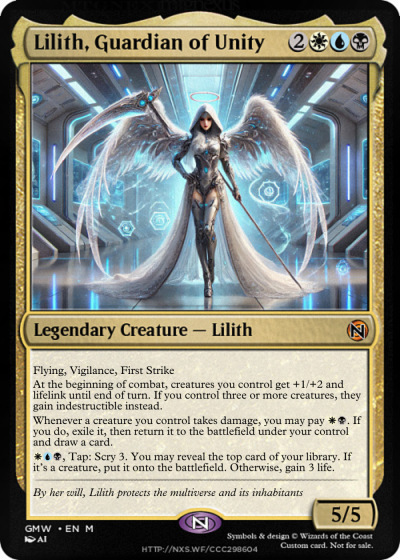 Lilith, Guardian of Unity 2
Legendary Creature — Lilith N
Flying, Vigilance, First Strike
At the beginning of combat, creatures you control get +1/+2 and
lifelink until end of turn. If you control three or more creatures, they
gain indestructible instead.
Whenever a creature you control takes damage, you may pay . If
you do, exile it, then return it to the battlefield under your control
and draw a card.
, Tap: Scry 3. You may reveal the top card of your library. If
it's a creature, put it onto the battlefield. Otherwise, gain 3 life.
By her will, Lilith protects the multiverse and its inhabitants
5/5
GMW • EN M
AI
N
Symbols & design © Wizards of the Coast
Custom card. Not for sale.
HTTP://NXS.WF/CCC298604